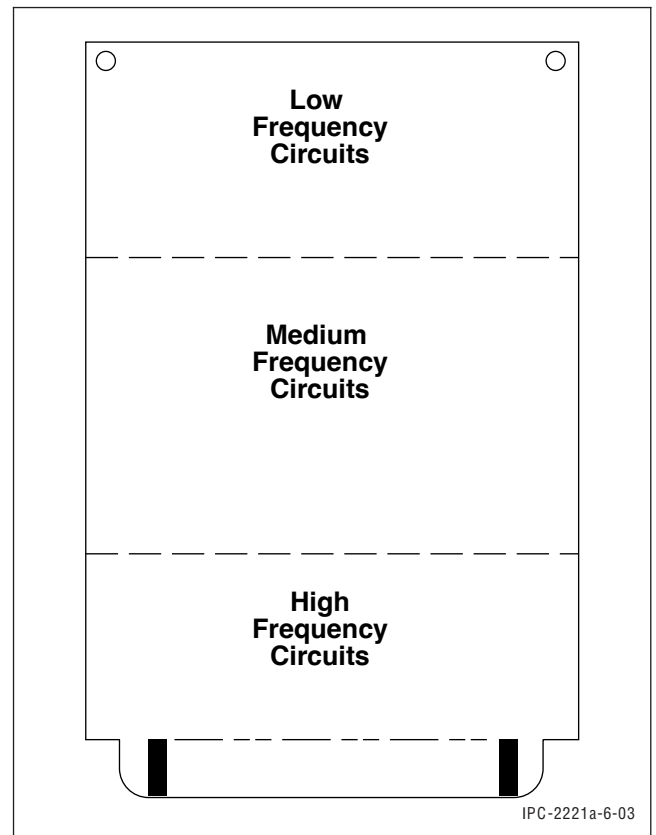 Low
Frequency
Circuits
Medium
Frequency
Circuits
High
Frequency
Circuits
IPC-2221a-6-03